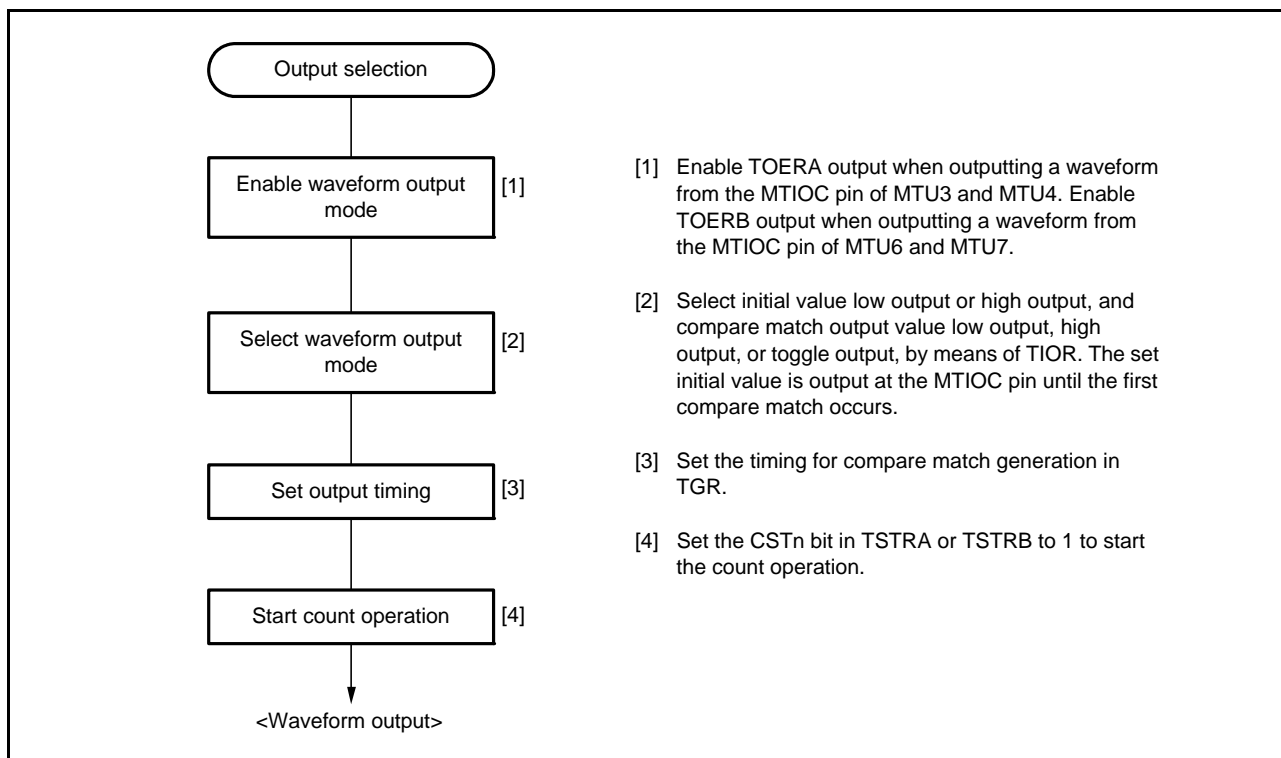 Output selection
Enable waveform output
mode
[1]
Select waveform output
mode
[2]
Set output timing
[3]
Start count operation
[4]
<Waveform output>
[1] Enable TOERA output when outputting a waveform
from the MTIOC pin of MTU3 and MTU4. Enable
TOERB output when outputting a waveform from
the MTIOC pin of MTU6 and MTU7.
[2] Select initial value low output or high output, and
compare match output value low output, high
output, or toggle output, by means of TIOR. The set
initial value is output at the MTIOC pin until the first
compare match occurs.
[3] Set the timing for compare match generation in
TGR.
[4] Set the CSTn bit in TSTRA or TSTRB to 1 to start
the count operation.